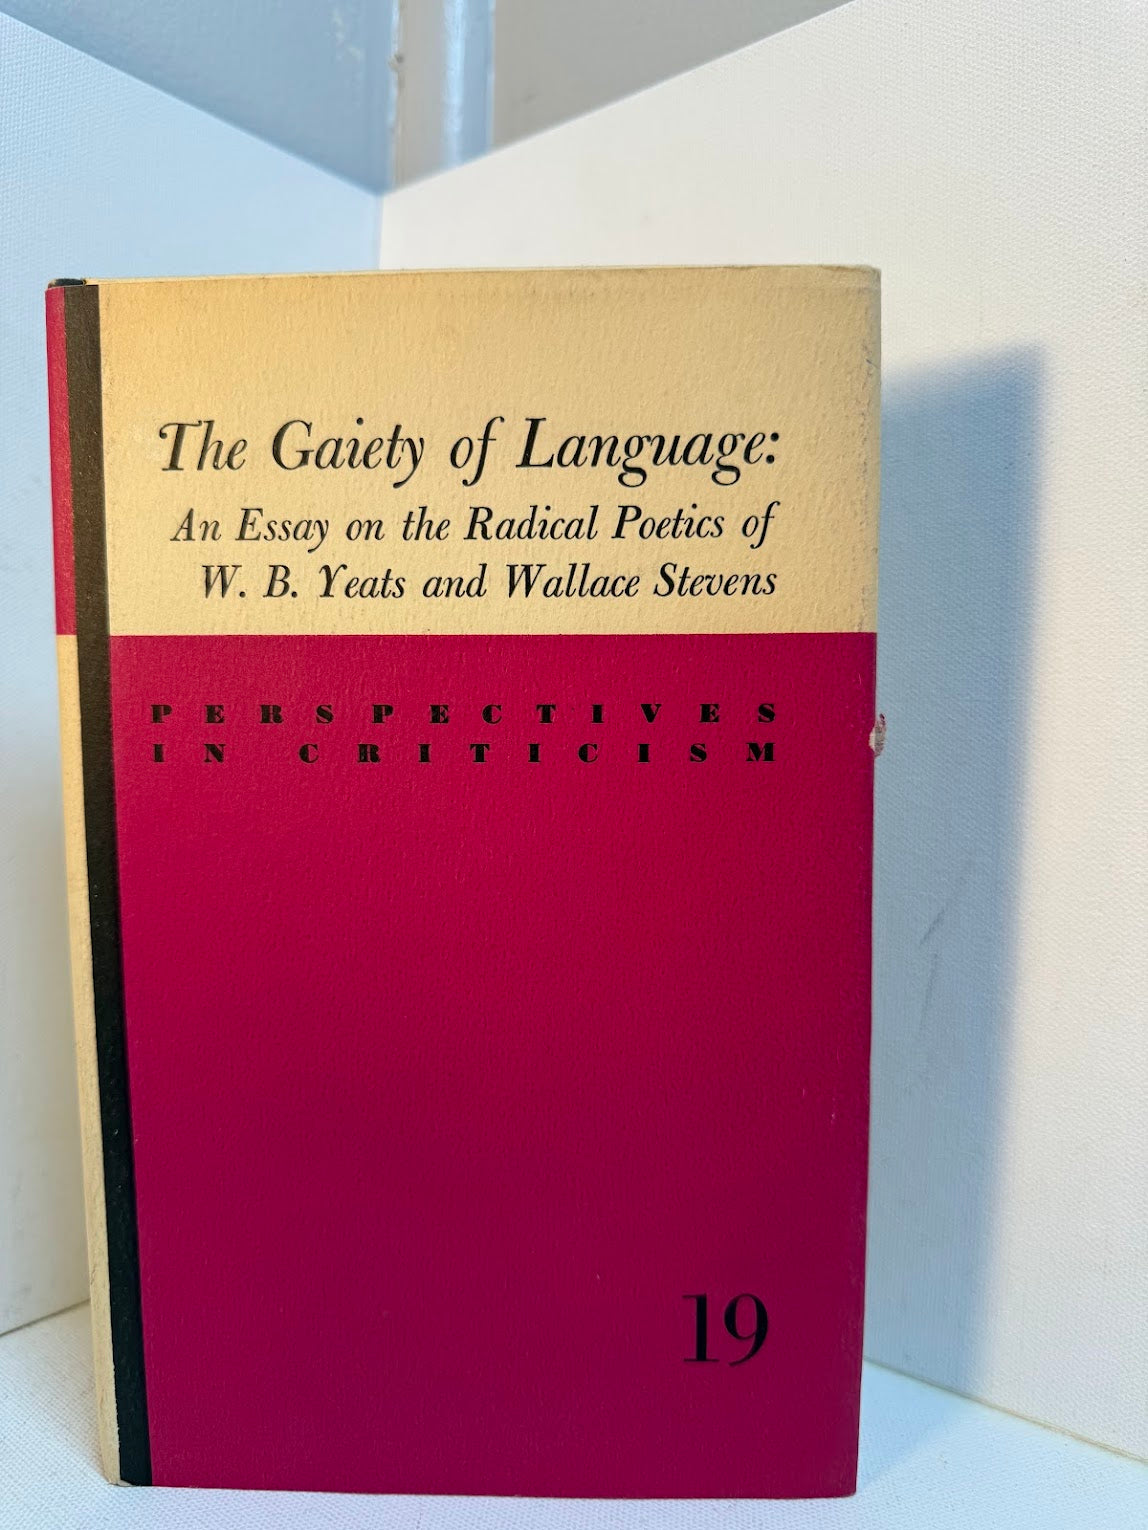 The Gaiety of Language:
An Essay on the Radical Poetics of
W. B. Yeats and Wallace Stevens
PERSPECTIVES
IN CRITICISM
19